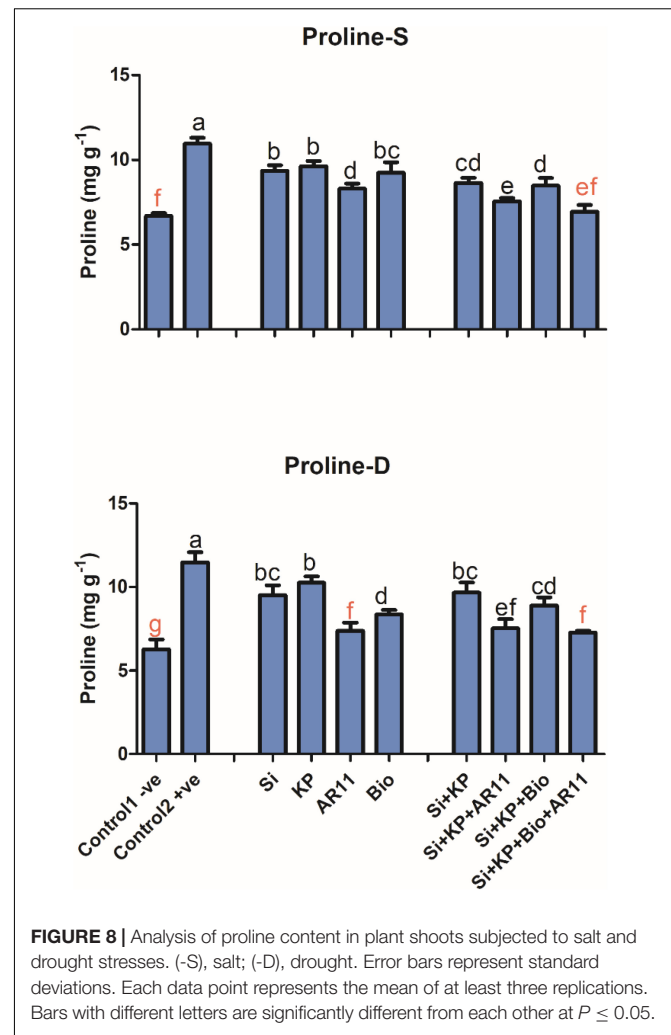 Proline-S
Proline (mg g⁻¹)
15
10
5
0
f
a
b
b
d
bc
cd
e
d
ef
Proline-D
Proline (mg g⁻¹)
15
10
5
0
g
a
bc
b
f
d
bc
ef
cd
f
Control1 -ve
Control2 +ve
Si
KP
AR11
Bio
Si+KP
Si+KP+AR11
Si+KP+Bio
Si+KP+Bio+AR11
FIGURE 8 | Analysis of proline content in plant shoots subjected to salt and
drought stresses. (-S), salt; (-D), drought. Error bars represent standard
deviations. Each data point represents the mean of at least three replications.
Bars with different letters are significantly different from each other at P ≤ 0.05.